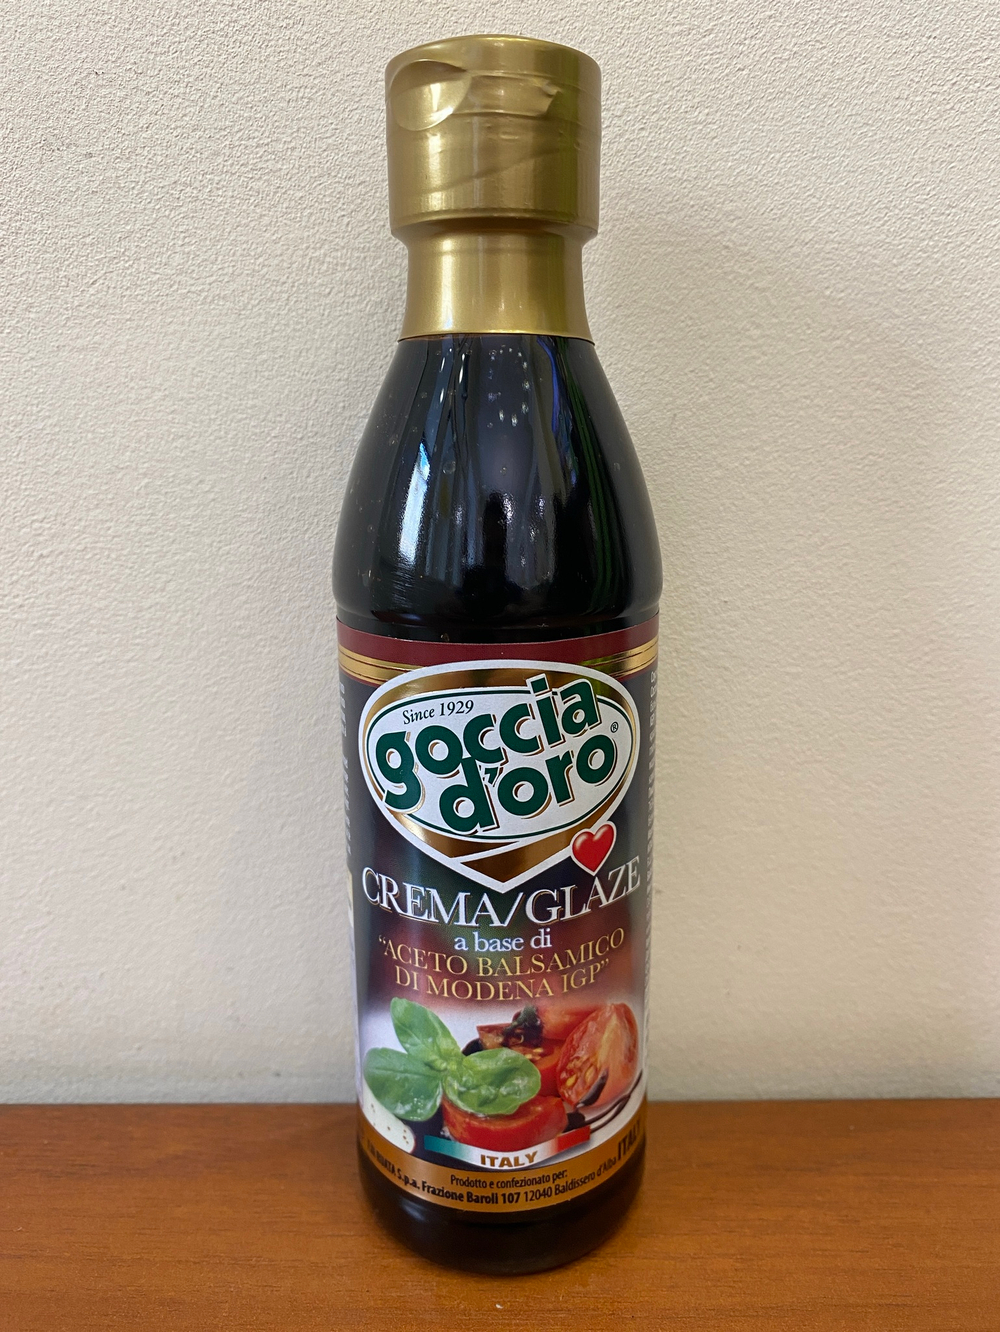 Since 1929
goccia
d'oro®
CREMA/GLAZE
a base di
"ACETO BALSAMICO
DI MODENA IGP"
ITALY
Prodotto e confezionato per:
S.p.a. Frazione Baroli 107 12040 Baldissero d'Alba ITALY